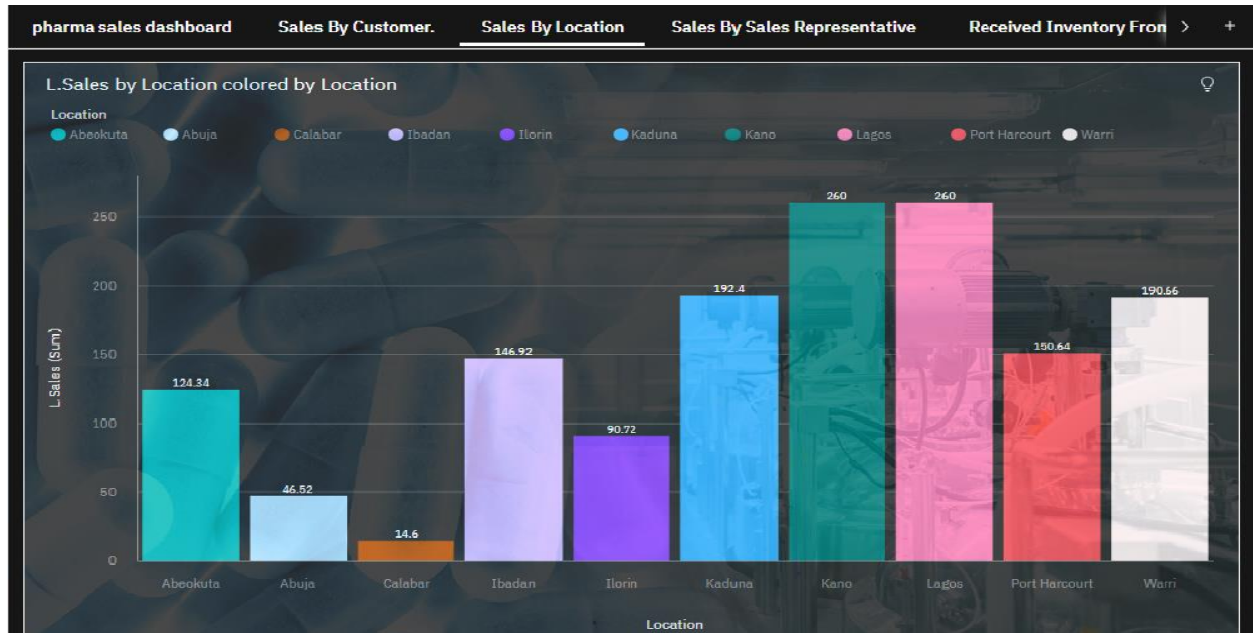 pharma sales dashboard Sales By Customer. Sales By Location Sales By Sales Representative Received Inventory Fron > +
L.Sales by Location colored by Location
Location
Abeokuta Abuja Calabar Ibadan Ilorin Kaduna Kano Lagos Port Harcourt Warri
260 260
250
200
192.4 190.66
150.64
150
146.92
124.34
100
90.72
50
46.52
14.6
0
L.Sales (Sum)
Abeokuta Abuja Calabar Ibadan Ilorin Kaduna Kano Lagos Port Harcourt Warri
Location